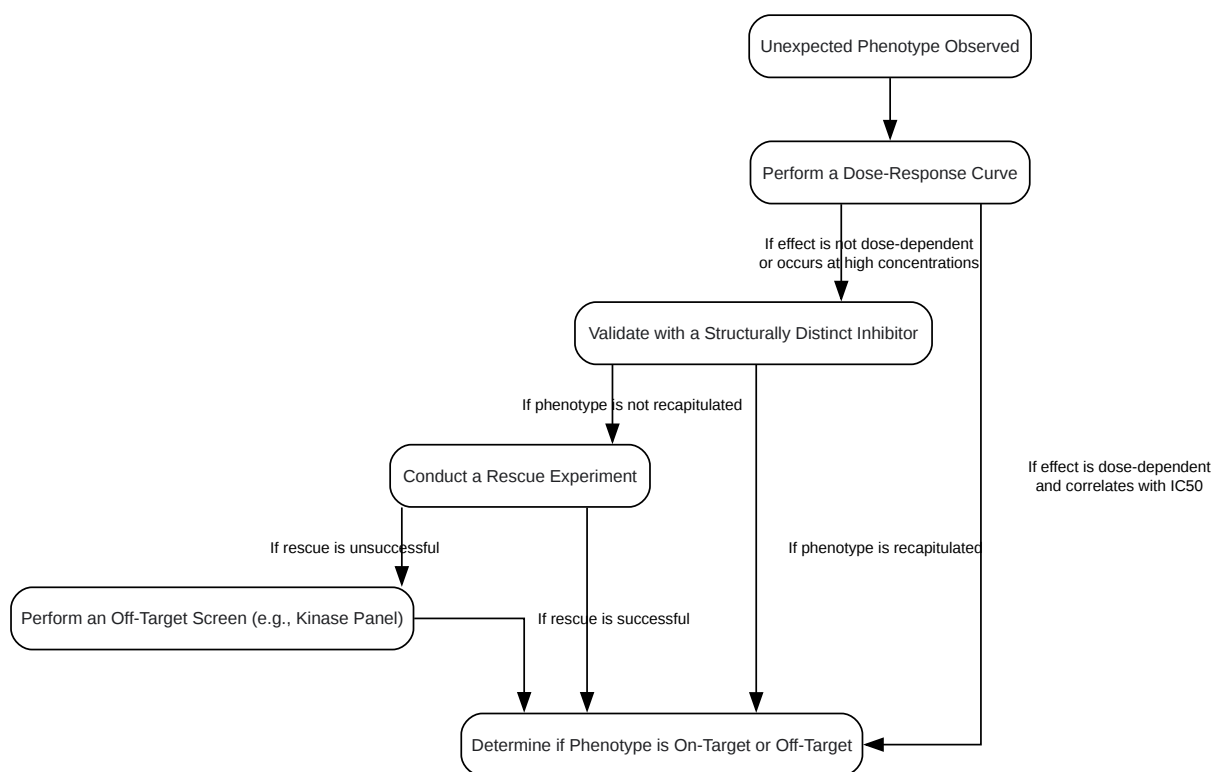 Unexpected Phenotype Observed
Perform a Dose-Response Curve
If effect is not dose-dependent
or occurs at high concentrations
Validate with a Structurally Distinct Inhibitor
If phenotype is not recapitulated
Conduct a Rescue Experiment
If effect is dose-dependent
and correlates with IC50
If rescue is unsuccessful
If phenotype is recapitulated
Perform an Off-Target Screen (e.g., Kinase Panel)
If rescue is successful
Determine if Phenotype is On-Target or Off-Target